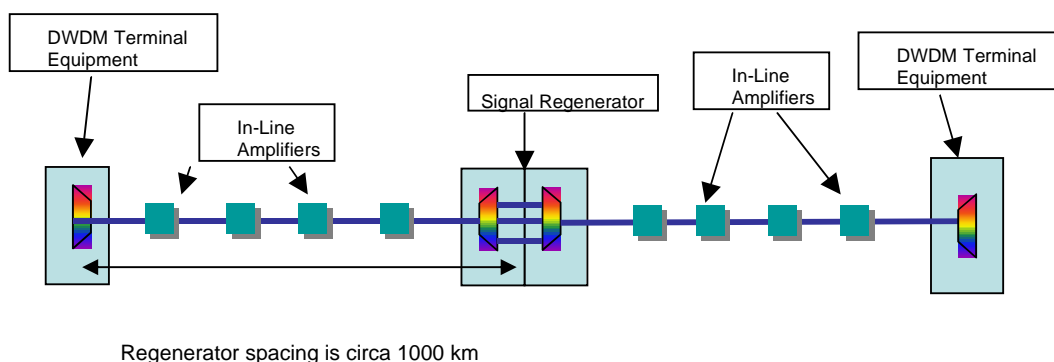 DWDM Terminal
Equipment
In-Line
Amplifiers
Signal Regenerator
In-Line
Amplifiers
DWDM Terminal
Equipment
Regenerator spacing is circa 1000 km